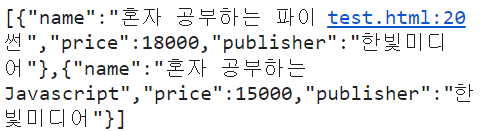 [{"name":"혼자 공부하는 파이 test.html:20
썬","price":18000,"publisher":"한빛미디
어"},{"name":"혼자 공부하는
Javascript","price":15000,"publisher":"한
빛미디어"}]